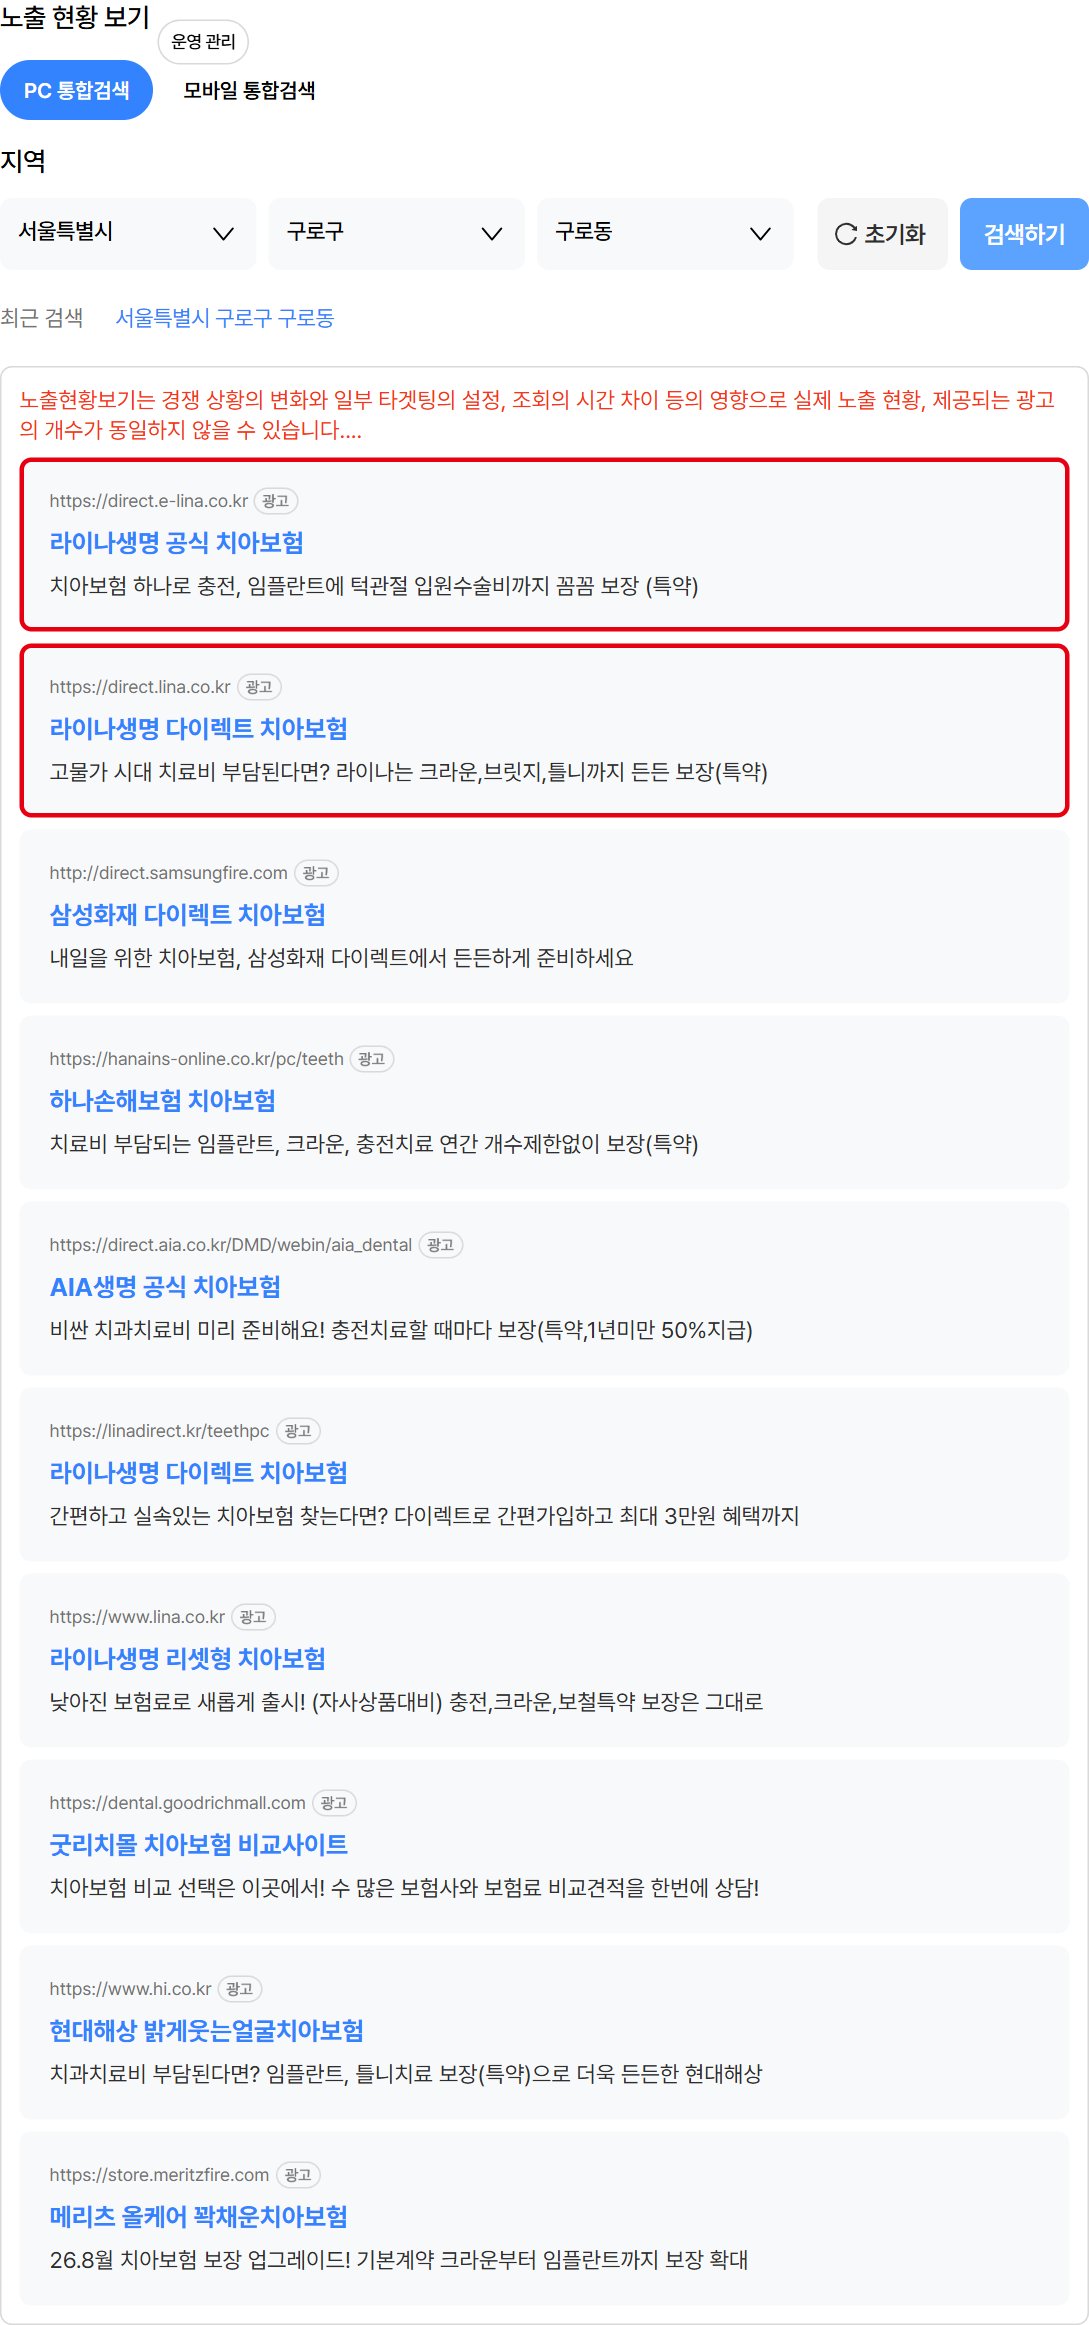 노출 현황 보기
운영 관리
PC 통합검색
모바일 통합검색
지역
서울특별시
구로구
구로동
초기화
검색하기
최근 검색
서울특별시 구로구 구로동
노출현황보기는 경쟁 상황의 변화와 일부 타겟팅의 설정, 조회의 시간 차이 등의 영향으로 실제 노출 현황, 제공되는 광고
의 개수가 동일하지 않을 수 있습니다....
https://direct.e-lina.co.kr 광고
라이나생명 공식 치아보험
치아보험 하나로 충전, 임플란트에 턱관절 입원수술비까지 꼼꼼 보장 (특약)
https://direct.lina.co.kr 광고
라이나생명 다이렉트 치아보험
고물가 시대 치료비 부담된다면? 라이나는 크라운,브릿지,틀니까지 든든 보장(특약)
http://direct.samsungfire.com 광고
삼성화재 다이렉트 치아보험
내일을 위한 치아보험, 삼성화재 다이렉트에서 든든하게 준비하세요
https://hanains-online.co.kr/pc/teeth 광고
하나손해보험 치아보험
치료비 부담되는 임플란트, 크라운, 충전치료 연간 개수제한없이 보장(특약)
https://direct.aia.co.kr/DMD/webin/aia_dental 광고
AIA생명 공식 치아보험
비싼 치과치료비 미리 준비해요! 충전치료할 때마다 보장(특약,1년미만 50%지급)
https://linadirect.kr/teethpc 광고
라이나생명 다이렉트 치아보험
간편하고 실속있는 치아보험 찾는다면? 다이렉트로 간편가입하고 최대 3만원 혜택까지
https://www.lina.co.kr 광고
라이나생명 리셋형 치아보험
낮아진 보험료로 새롭게 출시! (자사상품대비) 충전,크라운,보철특약 보장은 그대로
https://dental.goodrichmall.com 광고
굿리치몰 치아보험 비교사이트
치아보험 비교 선택은 이곳에서! 수 많은 보험사와 보험료 비교견적을 한번에 상담!
https://www.hi.co.kr 광고
현대해상 밝게웃는얼굴치아보험
치과치료비 부담된다면? 임플란트, 틀니치료 보장(특약)으로 더욱 든든한 현대해상
https://store.meritzfire.com 광고
메리츠 올케어 꽉채운치아보험
26.8월 치아보험 보장 업그레이드! 기본계약 크라운부터 임플란트까지 보장 확대